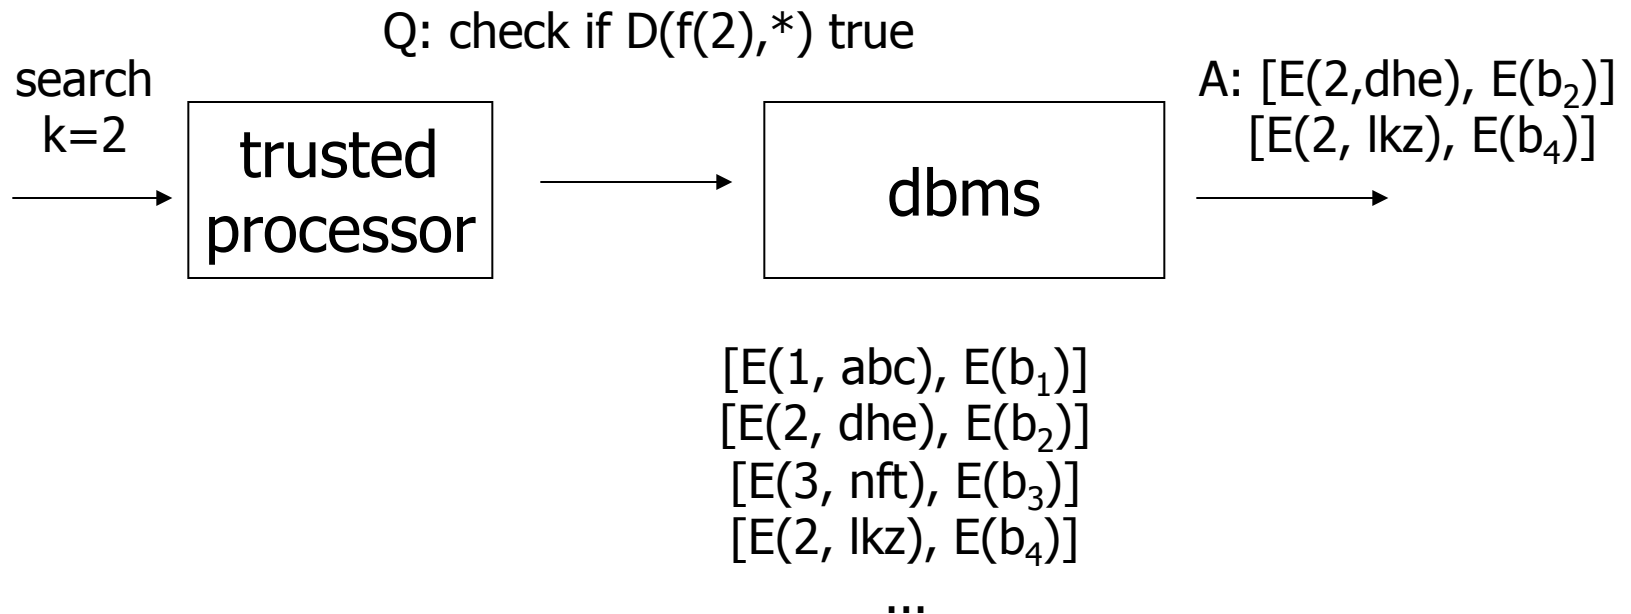 Q: check if D(f(2),*) true
search
k=2
trusted
processor
dbms
A: [E(2,dhe), E(b₂)]
[E(2, lkz), E(b₄)]
[E(1, abc), E(b₁)]
[E(2, dhe), E(b₂)]
[E(3, nft), E(b₃)]
[E(2, lkz), E(b₄)]
...